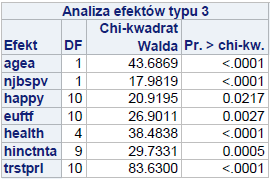 Analiza efektów typu 3
Efekt DF Chi-kwadrat Walda Pr. > chi-kw.
agea 1 43.6869 <.0001
njbspv 1 17.9819 <.0001
happy 10 20.9195 0.0217
euftf 10 26.9011 0.0027
health 4 38.4838 <.0001
hinctnta 9 29.7331 0.0005
trstprl 10 83.6300 <.0001